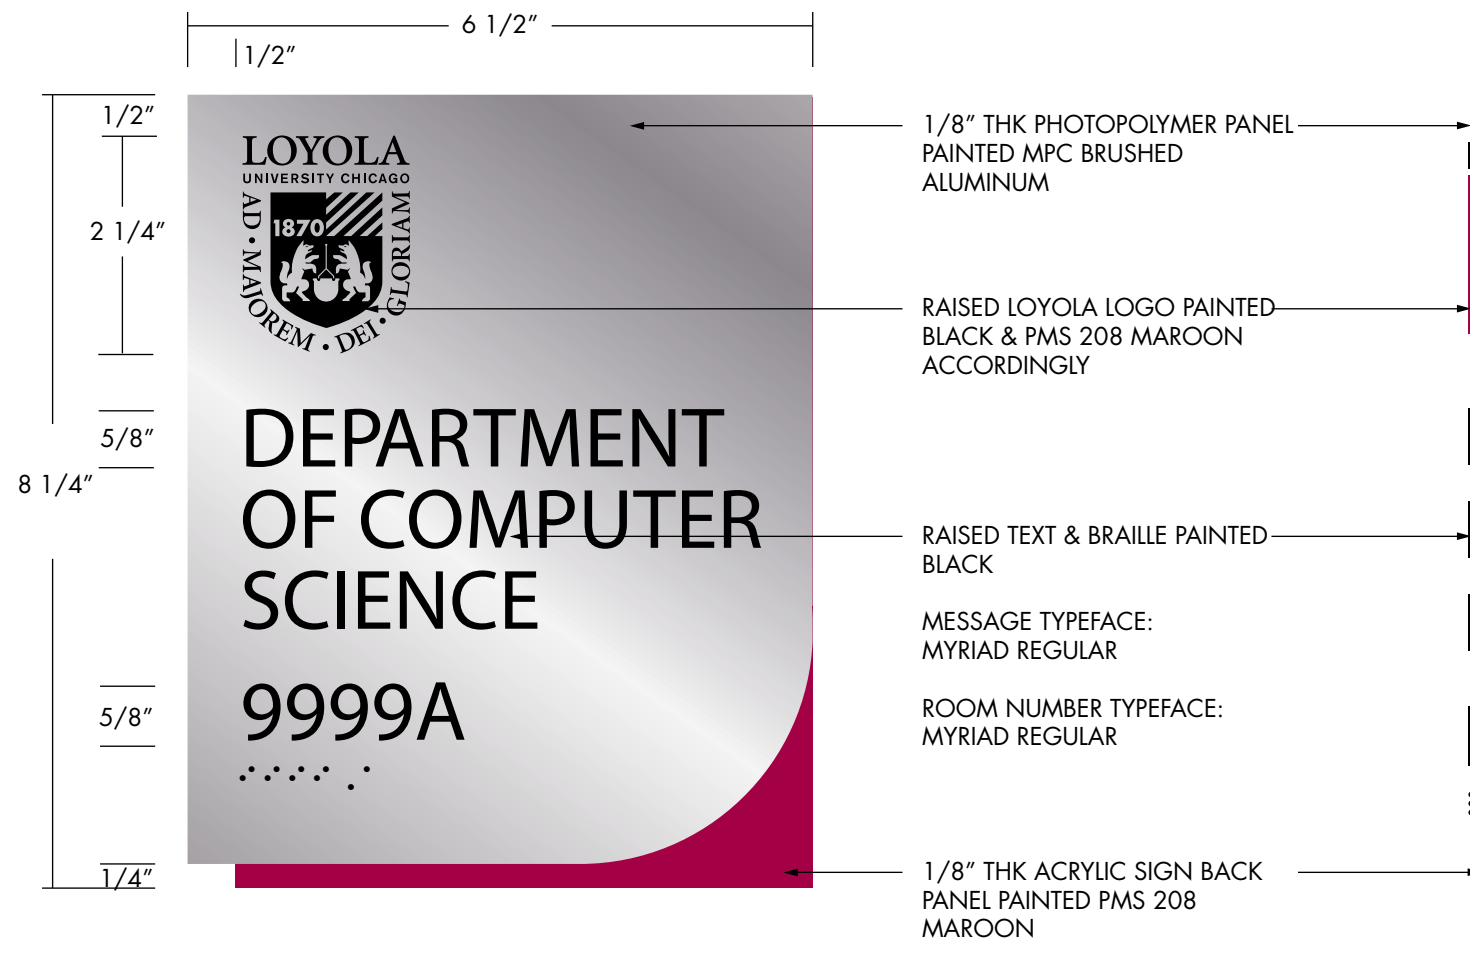 6 1/2”
1/2”
1/2”
2 1/4”
5/8”
8 1/4”
5/8”
1/4”
LOYOLA
UNIVERSITY CHICAGO
AD • MAJOREM • DEI • GLORIAM
1870
DEPARTMENT
OF COMPUTER
SCIENCE
9999A
⠊⠊⠊⠊⠠⠁
1/8” THK PHOTOPOLYMER PANEL
PAINTED MPC BRUSHED
ALUMINUM
RAISED LOYOLA LOGO PAINTED
BLACK & PMS 208 MAROON
ACCORDINGLY
RAISED TEXT & BRAILLE PAINTED
BLACK
MESSAGE TYPEFACE:
MYRIAD REGULAR
ROOM NUMBER TYPEFACE:
MYRIAD REGULAR
1/8” THK ACRYLIC SIGN BACK
PANEL PAINTED PMS 208
MAROON